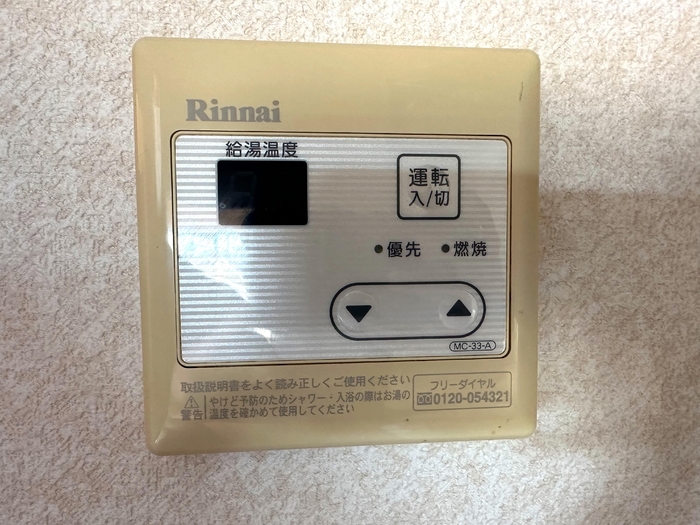 Rinnai
給湯温度
運転
入/切
優先 燃焼
MC-33-A
取扱説明書をよく読み正しくご使用ください
警告
やけど予防のためシャワー・入浴の際はお湯の
温度を確かめて使用してください
フリーダイヤル
0120-054321